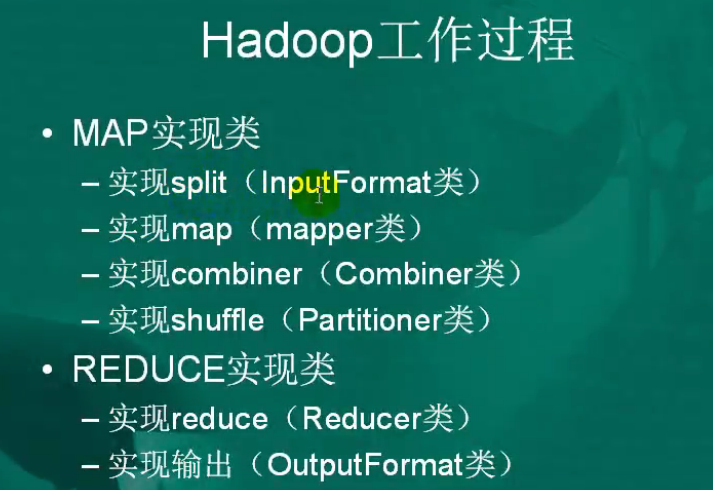 Hadoop工作过程
• MAP实现类
– 实现split（InputFormat类）
– 实现map（mapper类）
– 实现combiner（Combiner类）
– 实现shuffle（Partitioner类）
• REDUCE实现类
– 实现reduce（Reducer类）
– 实现输出（OutputFormat类）